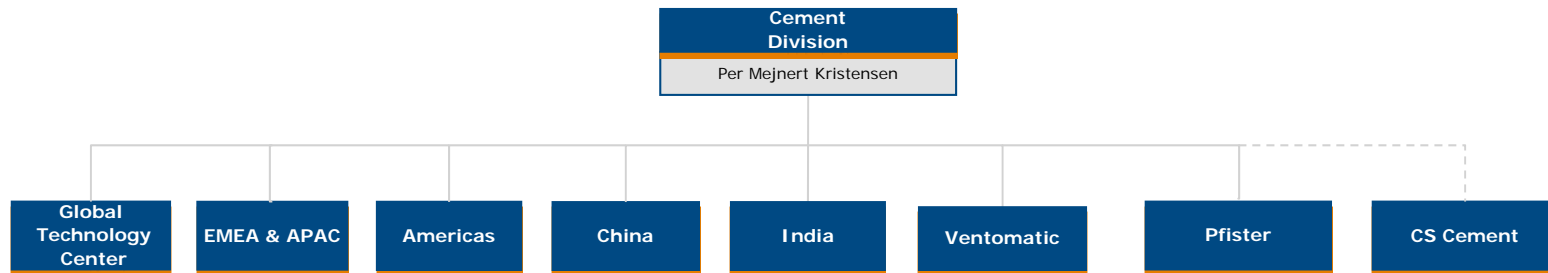 Cement
Division
Per Mejnert Kristensen
Global
Technology
Center
EMEA & APAC
Americas
China
India
Ventomatic
Pfister
CS Cement